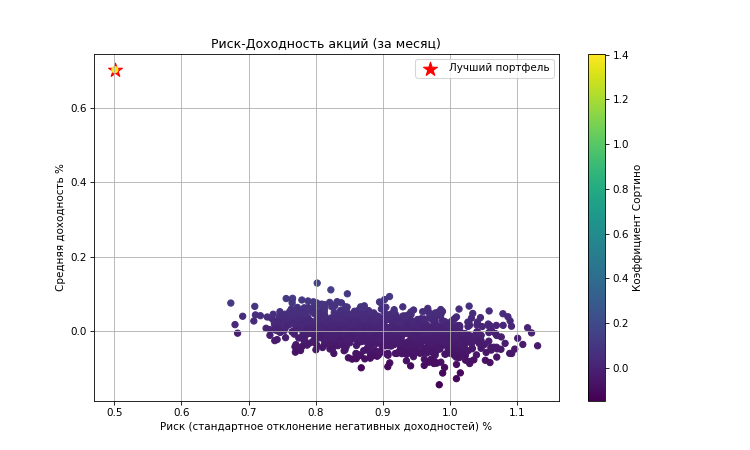 Риск-Доходность акций (за месяц)
Лучший портфель
Средняя доходность %
0.6
0.4
0.2
0.0
0.5 0.6 0.7 0.8 0.9 1.0 1.1
Риск (стандартное отклонение негативных доходностей) %
1.4
1.2
1.0
0.8
0.6
0.4
0.2
0.0
Коэффициент Сортино